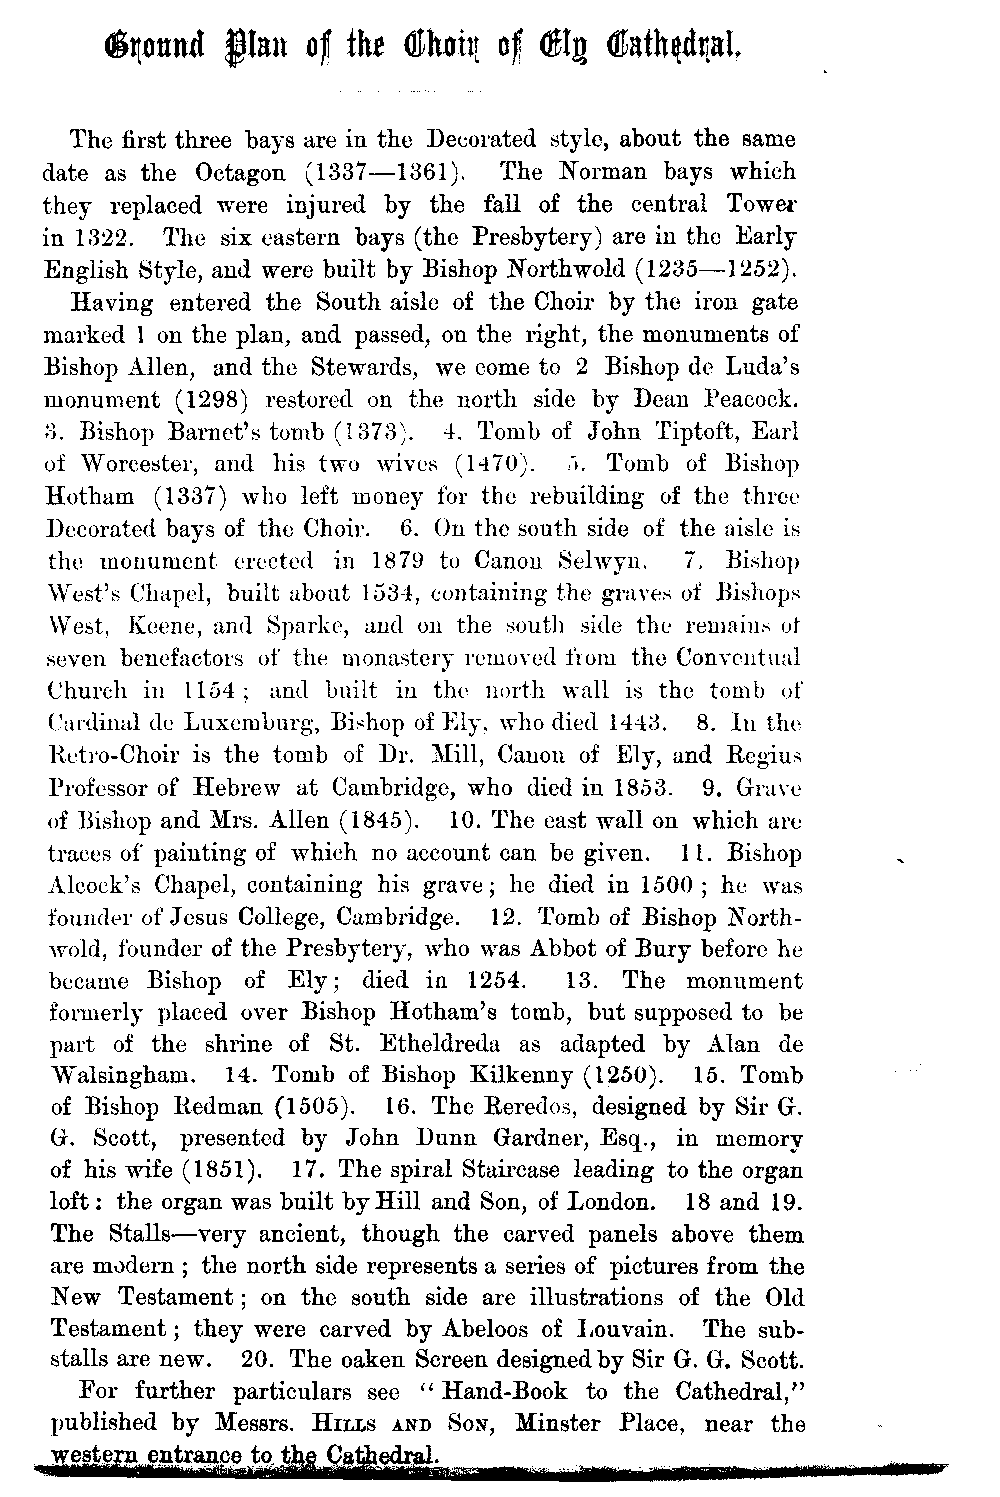 Ground Plan of the Choir of Ely Cathedral.
The first three bays are in the Decorated style, about the same
date as the Octagon (1337—1361). The Norman bays which
they replaced were injured by the fall of the central Tower
in 1322. The six eastern bays (the Presbytery) are in the Early
English Style, and were built by Bishop Northwold (1235—1252).
Having entered the South aisle of the Choir by the iron gate
marked 1 on the plan, and passed, on the right, the monuments of
Bishop Allen, and the Stewards, we come to 2 Bishop de Luda's
monument (1298) restored on the north side by Dean Peacock.
3. Bishop Barnet's tomb (1373). 4. Tomb of John Tiptoft, Earl
of Worcester, and his two wives (1470). 5. Tomb of Bishop
Hotham (1337) who left money for the rebuilding of the three
Decorated bays of the Choir. 6. On the south side of the aisle is
the monument erected in 1879 to Canon Selwyn. 7. Bishop
West's Chapel, built about 1534, containing the graves of Bishops
West, Keene, and Sparke, and on the south side the remains of
seven benefactors of the monastery removed from the Conventual
Church in 1154; and built in the north wall is the tomb of
Cardinal de Luxemburg, Bishop of Ely, who died 1443. 8. In the
Retro-Choir is the tomb of Dr. Mill, Canon of Ely, and Regius
Professor of Hebrew at Cambridge, who died in 1853. 9. Grave
of Bishop and Mrs. Allen (1845). 10. The east wall on which are
traces of painting of which no account can be given. 11. Bishop
Alcock's Chapel, containing his grave; he died in 1500; he was
founder of Jesus College, Cambridge. 12. Tomb of Bishop North-
wold, founder of the Presbytery, who was Abbot of Bury before he
became Bishop of Ely; died in 1254. 13. The monument
formerly placed over Bishop Hotham's tomb, but supposed to be
part of the shrine of St. Etheldreda as adapted by Alan de
Walsingham. 14. Tomb of Bishop Kilkenny (1250). 15. Tomb
of Bishop Redman (1505). 16. The Reredos, designed by Sir G.
G. Scott, presented by John Dunn Gardner, Esq., in memory
of his wife (1851). 17. The spiral Staircase leading to the organ
loft: the organ was built by Hill and Son, of London. 18 and 19.
The Stalls—very ancient, though the carved panels above them
are modern; the north side represents a series of pictures from the
New Testament; on the south side are illustrations of the Old
Testament; they were carved by Abeloos of Louvain. The sub-
stalls are new. 20. The oaken Screen designed by Sir G. G. Scott.
For further particulars see "Hand-Book to the Cathedral,"
published by Messrs. HILLS AND SON, Minster Place, near the
western entrance to the Cathedral.